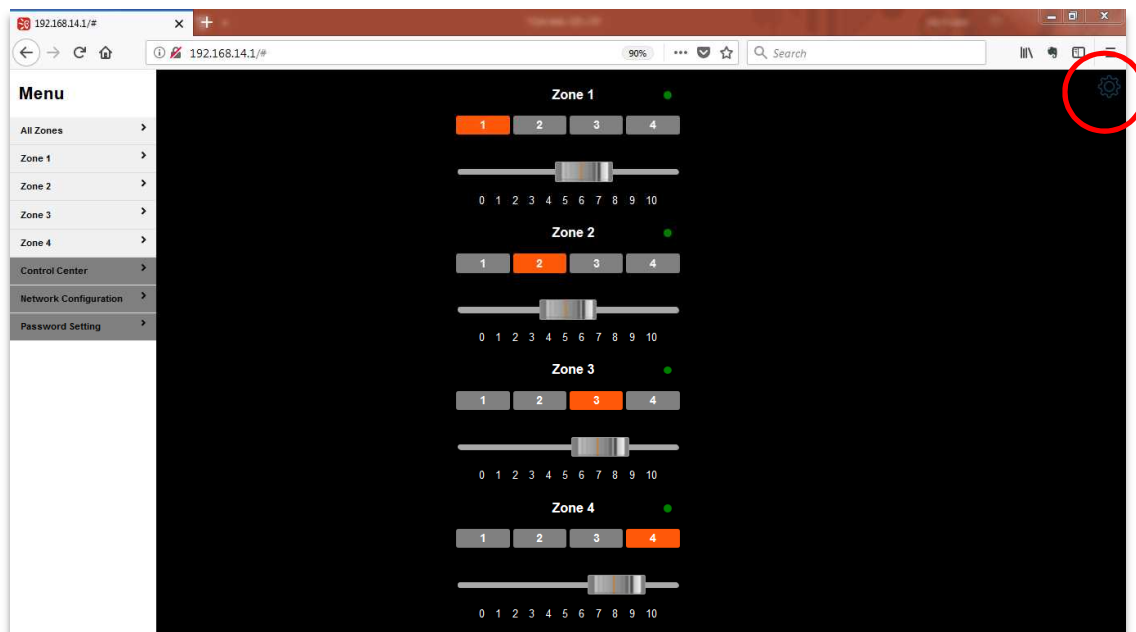 192.168.14.1/#
192.168.14.1/#
90%
Search
Menu
All Zones
Zone 1
Zone 2
Zone 3
Zone 4
Control Center
Network Configuration
Password Setting
Zone 1
1 2 3 4
0 1 2 3 4 5 6 7 8 9 10
Zone 2
1 2 3 4
0 1 2 3 4 5 6 7 8 9 10
Zone 3
1 2 3 4
0 1 2 3 4 5 6 7 8 9 10
Zone 4
1 2 3 4
0 1 2 3 4 5 6 7 8 9 10